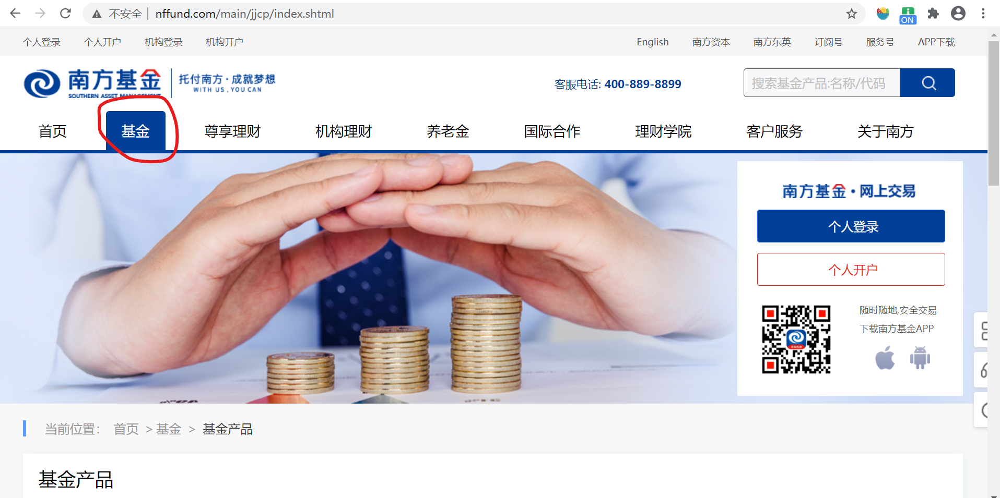 不安全 nffund.com/main/jjcp/index.shtml
ON
个人登录 个人开户 机构登录 机构开户 English 南方资本 南方东英 订阅号 服务号 APP下载
南方基金 托付南方·成就梦想
SOUTHERN ASSET MANAGEMENT WITH US , YOU CAN
客服电话: 400-889-8899
搜索基金产品:名称/代码
首页 基金 尊享理财 机构理财 养老金 国际合作 理财学院 客户服务 关于南方
南方基金·网上交易
个人登录
个人开户
随时随地,安全交易
下载南方基金APP
当前位置: 首页 > 基金 > 基金产品
基金产品